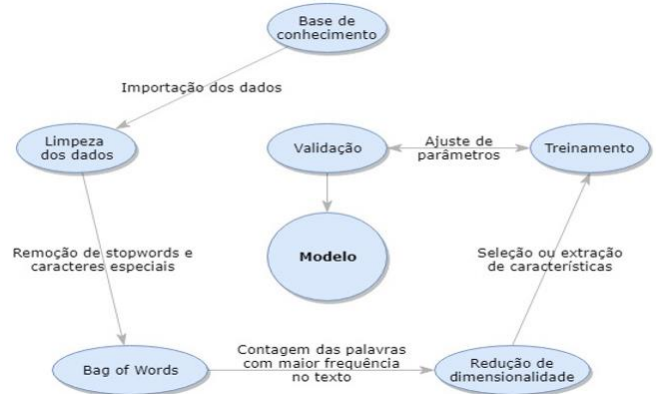 Base de
conhecimento
Importação dos dados
Limpeza
dos dados
Validação
Ajuste de
parâmetros
Treinamento
Remoção de stopwords e
caracteres especiais
Modelo
Seleção ou extração
de características
Bag of Words
Contagem das palavras
com maior frequência
no texto
Redução de
dimensionalidade